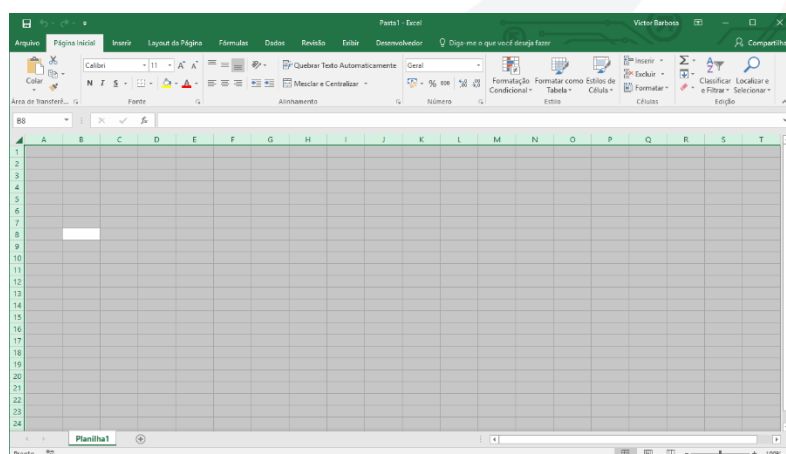 Pasta1 - Excel
Victor Barbosa
Arquivo Página Inicial Inserir Layout da Página Fórmulas Dados Revisão Exibir Desenvolvedor Diga-me o que você deseja fazer Compartilha
Colar
Calibri 11
N I S
Quebrar Texto Automaticamente
Mesclar e Centralizar
Geral
% 000
Formatação Condicional
Formatar como Tabela
Estilos de Célula
Inserir
Excluir
Formatar
Classificar e Filtrar
Localizar e Selecionar
Área de Transferê... Fonte Alinhamento Número Estilo Células Edição
B8 fx
A B C D E F G H I J K L M N O P Q R S T
1
2
3
4
5
6
7
8
9
10
11
12
13
14
15
16
17
18
19
20
21
22
23
24
Planilha1
Pronto 100%